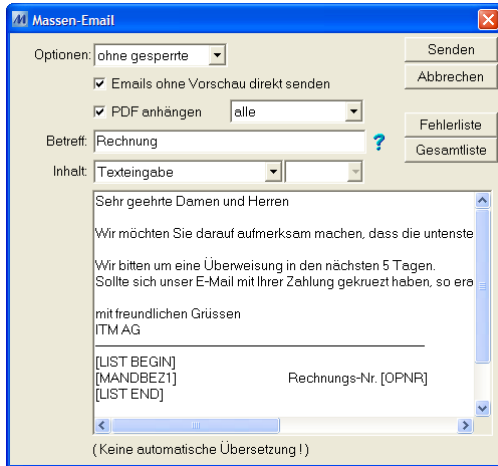 Massen-Email
Optionen: ohne gesperrte
Senden
Emails ohne Vorschau direkt senden
Abbrechen
PDF anhängen alle
Fehlerliste
Betreff: Rechnung ?
Gesamtliste
Inhalt: Texteingabe
Sehr geehrte Damen und Herren
Wir möchten Sie darauf aufmerksam machen, dass die untenste
Wir bitten um eine Überweisung in den nächsten 5 Tagen.
Sollte sich unser E-Mail mit Ihrer Zahlung gekruezt haben, so era
mit freundlichen Grüssen
ITM AG
[LIST BEGIN]
[MANDBEZ1] Rechnungs-Nr. [OPNR]
[LIST END]
( Keine automatische Übersetzung ! )